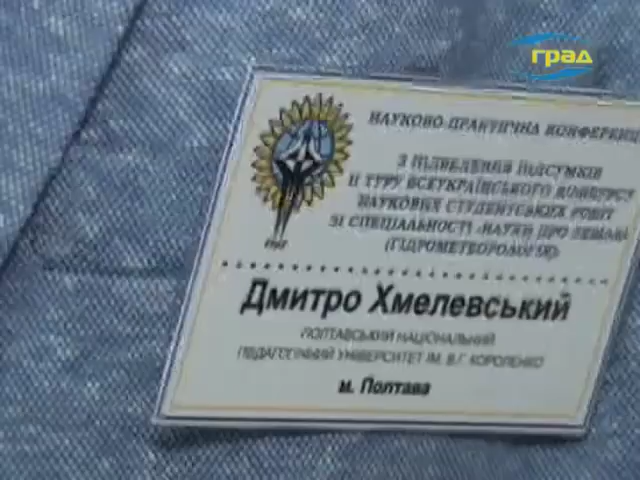 град
НАУКОВО-ПРАКТИЧНА КОНФЕРЕНЦ
З ПІДВЕДЕННЯ ПІДСУМКІВ
ІІ ТУРУ ВСЕУКРАЇНСЬКОГО КОНКУРСУ
НАУКОВИХ СТУДЕНТСЬКИХ РОБІТ
ЗІ СПЕЦІАЛЬНОСТІ «НАУКИ ПРО ЗЕМЛЮ
(ГІДРОМЕТЕОРОЛОГІЯ)»
Дмитро Хмелевський
ПОЛТАВСЬКИЙ НАЦІОНАЛЬНИЙ
ПЕДАГОГІЧНИЙ УНІВЕРСИТЕТ ІМ. В.Г. КОРОЛЕНКО
м. Полтава